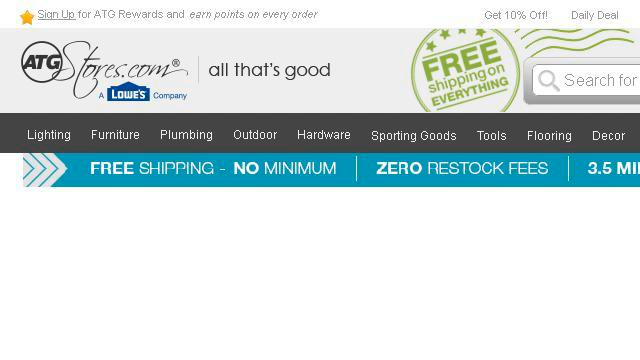 Sign Up for ATG Rewards and earn points on every order
Get 10% Off! Daily Deal
ATG Stores.com® all that's good
A LOWE'S Company
FREE shipping on EVERYTHING
Search for
Lighting Furniture Plumbing Outdoor Hardware Sporting Goods Tools Flooring Decor
FREE SHIPPING - NO MINIMUM ZERO RESTOCK FEES 3.5 MI